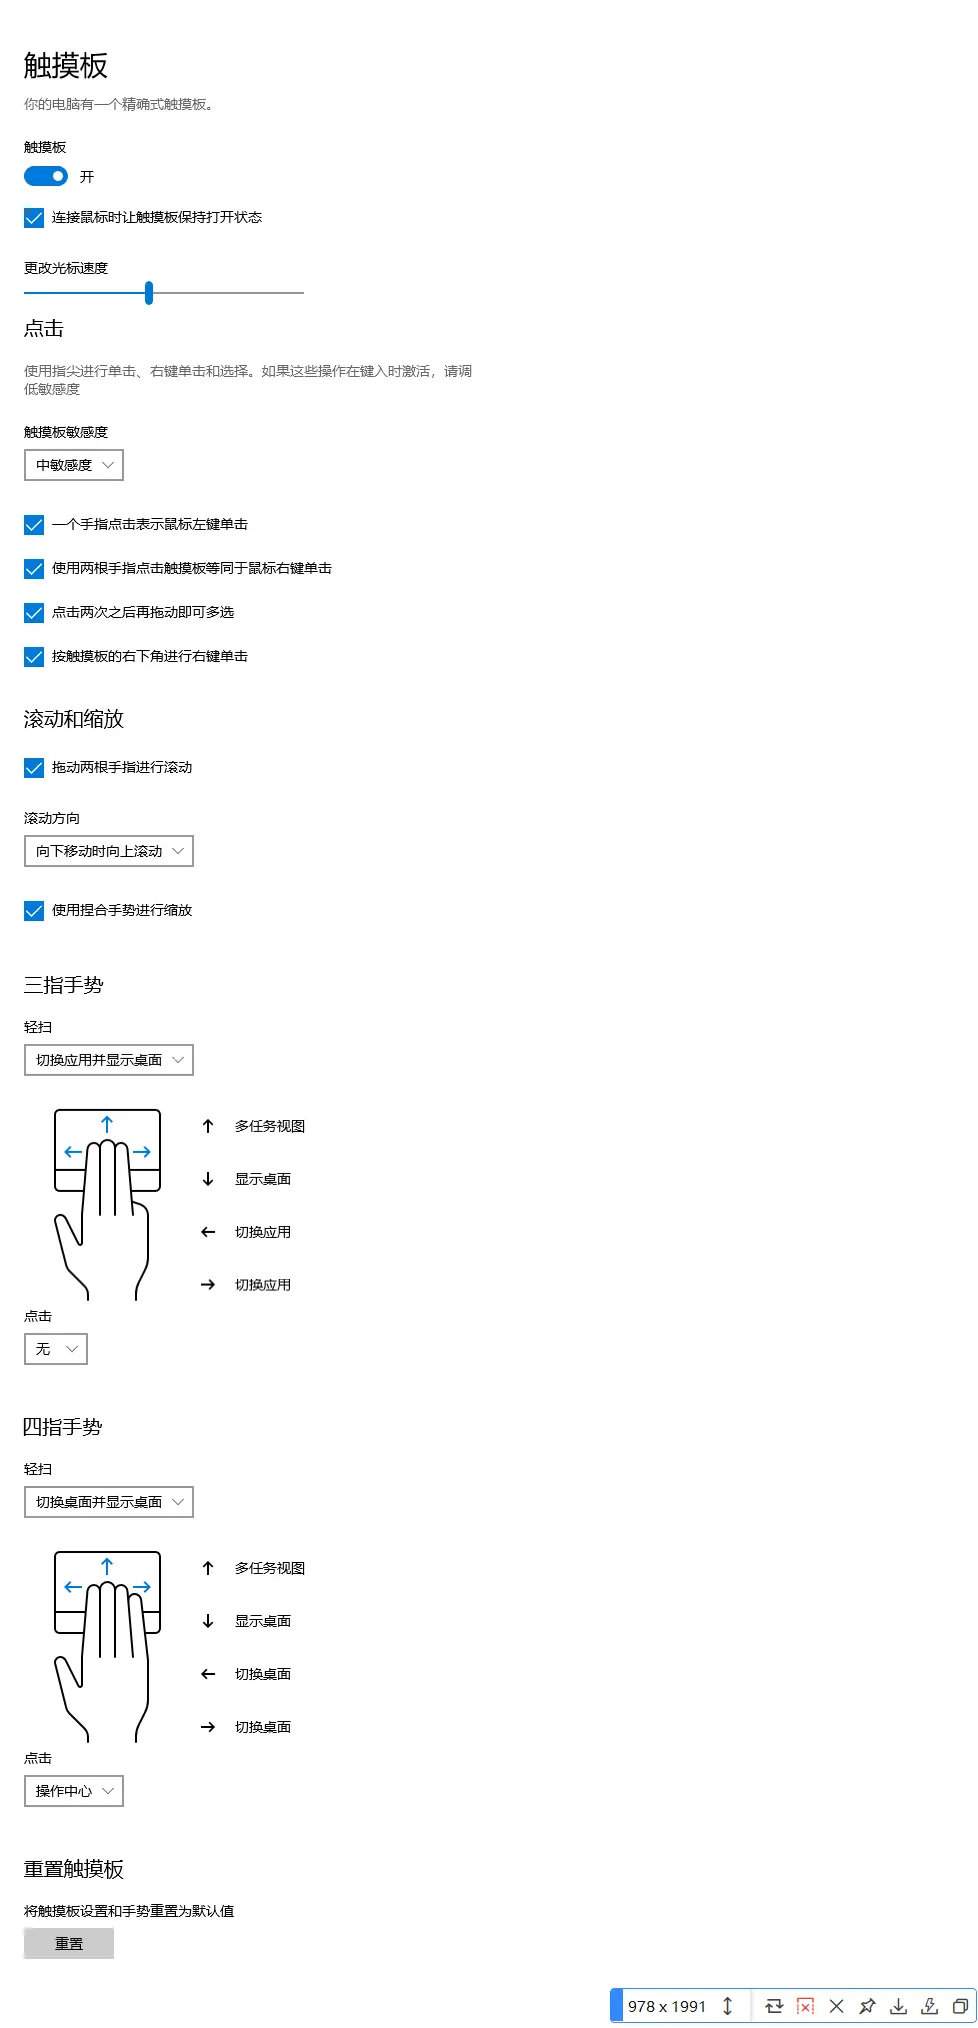 触摸板
你的电脑有一个精确式触摸板。
触摸板
开
连接鼠标时让触摸板保持打开状态
更改光标速度
点击
使用指尖进行单击、右键单击和选择。如果这些操作在键入时激活，请调
低敏感度
触摸板敏感度
中敏感度
一个手指点击表示鼠标左键单击
使用两根手指点击触摸板等同于鼠标右键单击
点击两次之后再拖动即可多选
按触摸板的右下角进行右键单击
滚动和缩放
拖动两根手指进行滚动
滚动方向
向下移动时向上滚动
使用捏合手势进行缩放
三指手势
轻扫
切换应用并显示桌面
多任务视图
显示桌面
切换应用
切换应用
点击
无
四指手势
轻扫
切换桌面并显示桌面
多任务视图
显示桌面
切换桌面
切换桌面
点击
操作中心
重置触摸板
将触摸板设置和手势重置为默认值
重置
978 x 1991